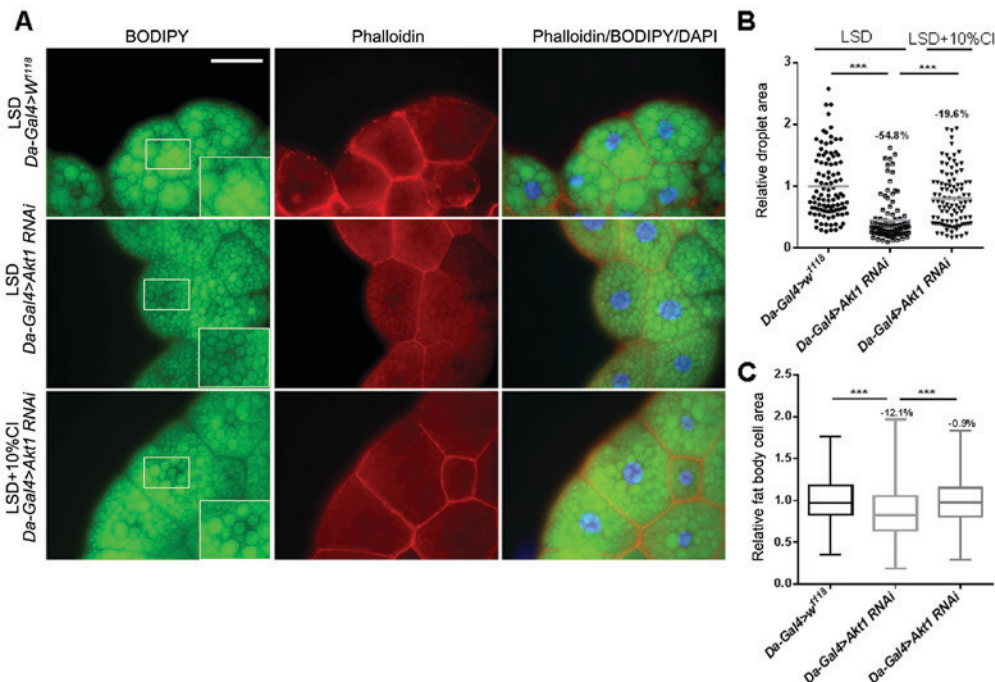 A
BODIPY
Phalloidin
Phalloidin/BODIPY/DAPI
LSD
Da-Gal4>W1118
LSD
Da-Gal4>Akt1 RNAi
LSD+10%CI
Da-Gal4>Akt1 RNAi
B
LSD
LSD+10%CI
***
***
-54.8%
-19.6%
Relative droplet area
3
2
1
0
Da-Gal4>w1118
Da-Gal4>Akt1 RNAi
Da-Gal4>Akt1 RNAi
C
***
***
-12.1%
-0.9%
Relative fat body cell area
2.5
2.0
1.5
1.0
0.5
0.0
Da-Gal4>w1118
Da-Gal4>Akt1 RNAi
Da-Gal4>Akt1 RNAi